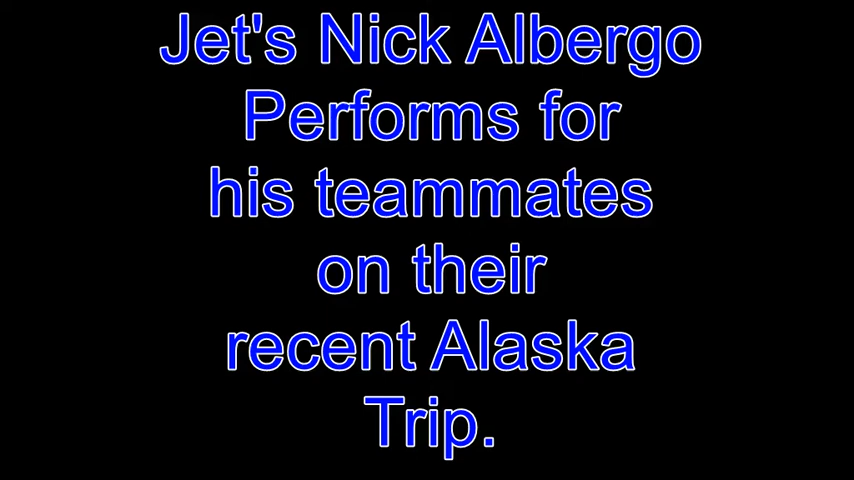 Jet's Nick Albergo
Performs for
his teammates
on their
recent Alaska
Trip.